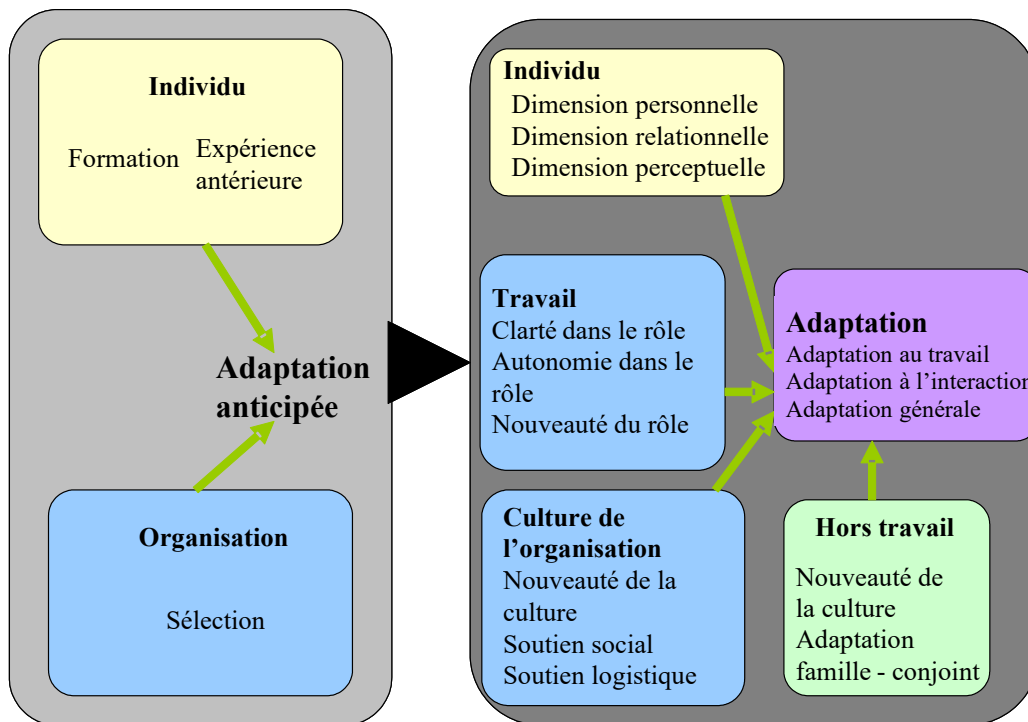 Individu
Formation
Expérience
antérieure
Adaptation
anticipée
Organisation
Sélection
Individu
Dimension personnelle
Dimension relationnelle
Dimension perceptuelle
Travail
Clarté dans le rôle
Autonomie dans le
rôle
Nouveauté du rôle
Adaptation
Adaptation au travail
Adaptation à l’interaction
Adaptation générale
Culture de
l’organisation
Nouveauté de la
culture
Soutien social
Soutien logistique
Hors travail
Nouveauté de
la culture
Adaptation
famille - conjoint